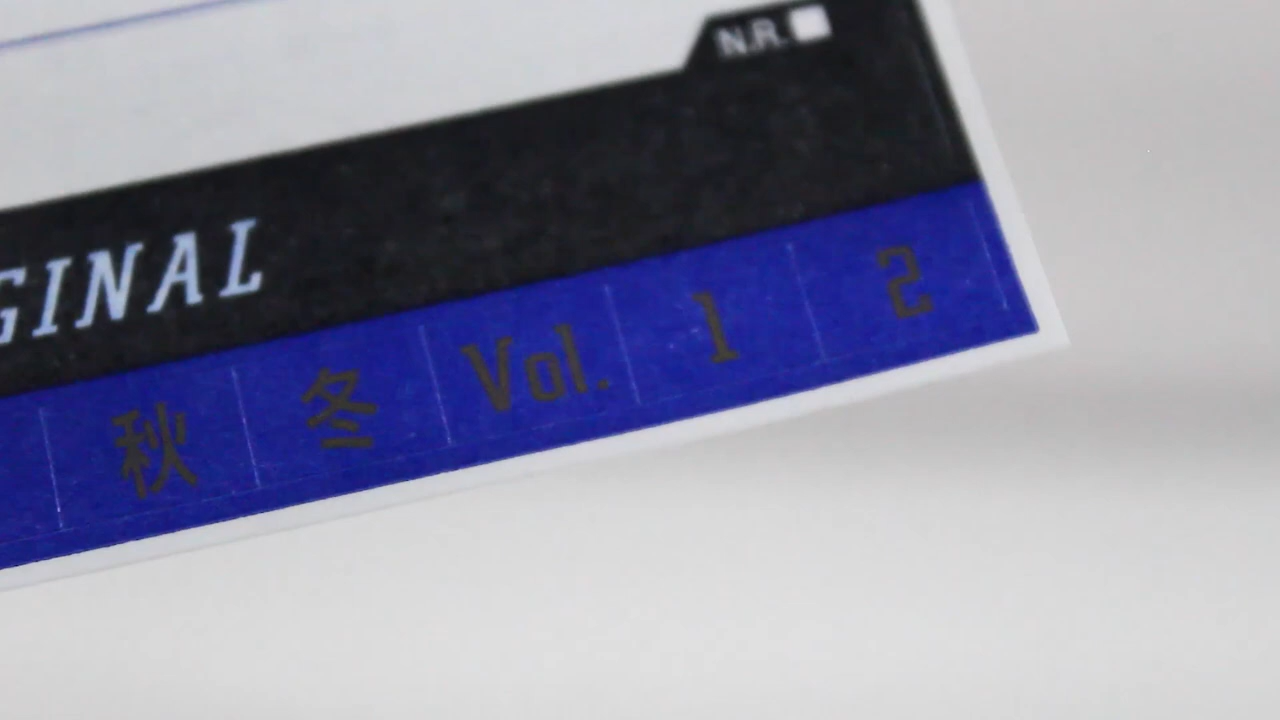 N.R.
GINAL
秋 冬 Vol. 1 2